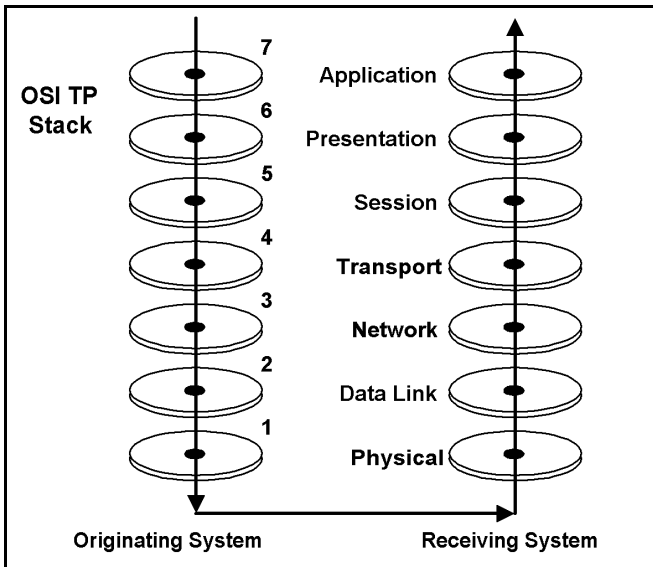 OSI TP
Stack
7
Application
6
Presentation
5
Session
4
Transport
3
Network
2
Data Link
1
Physical
Originating System
Receiving System